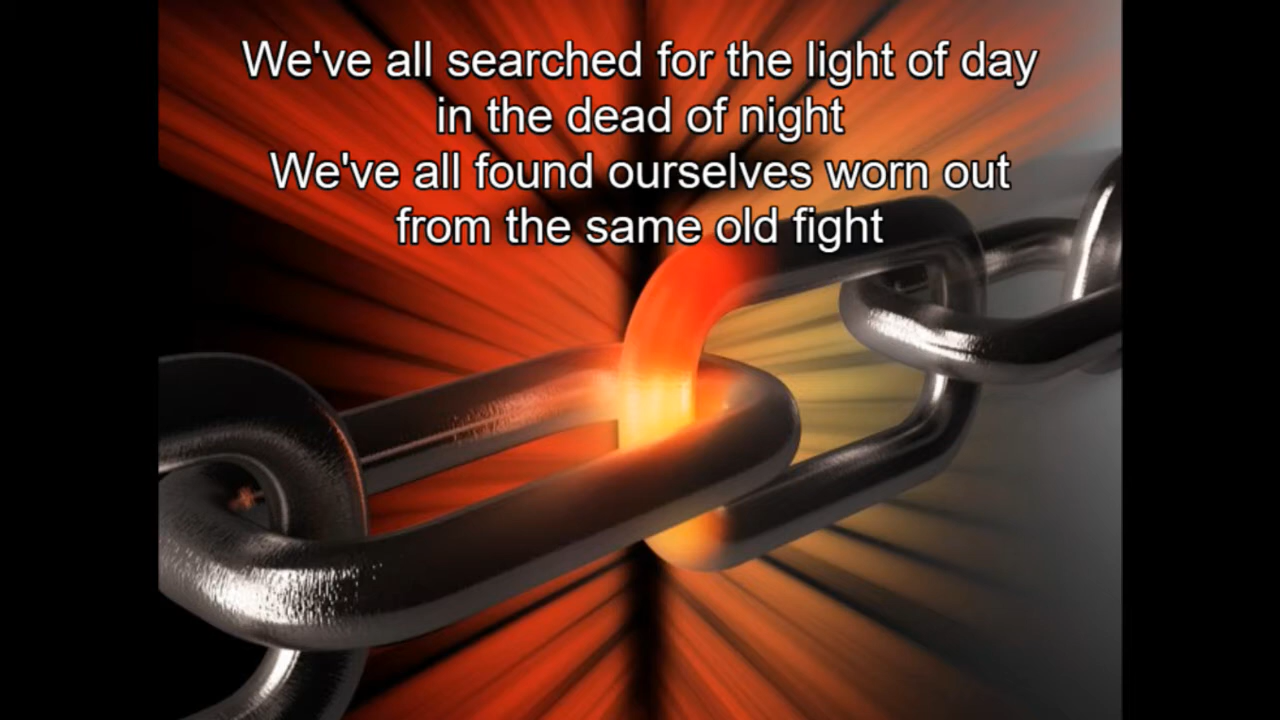 We've all searched for the light of day
in the dead of night
We've all found ourselves worn out
from the same old fight